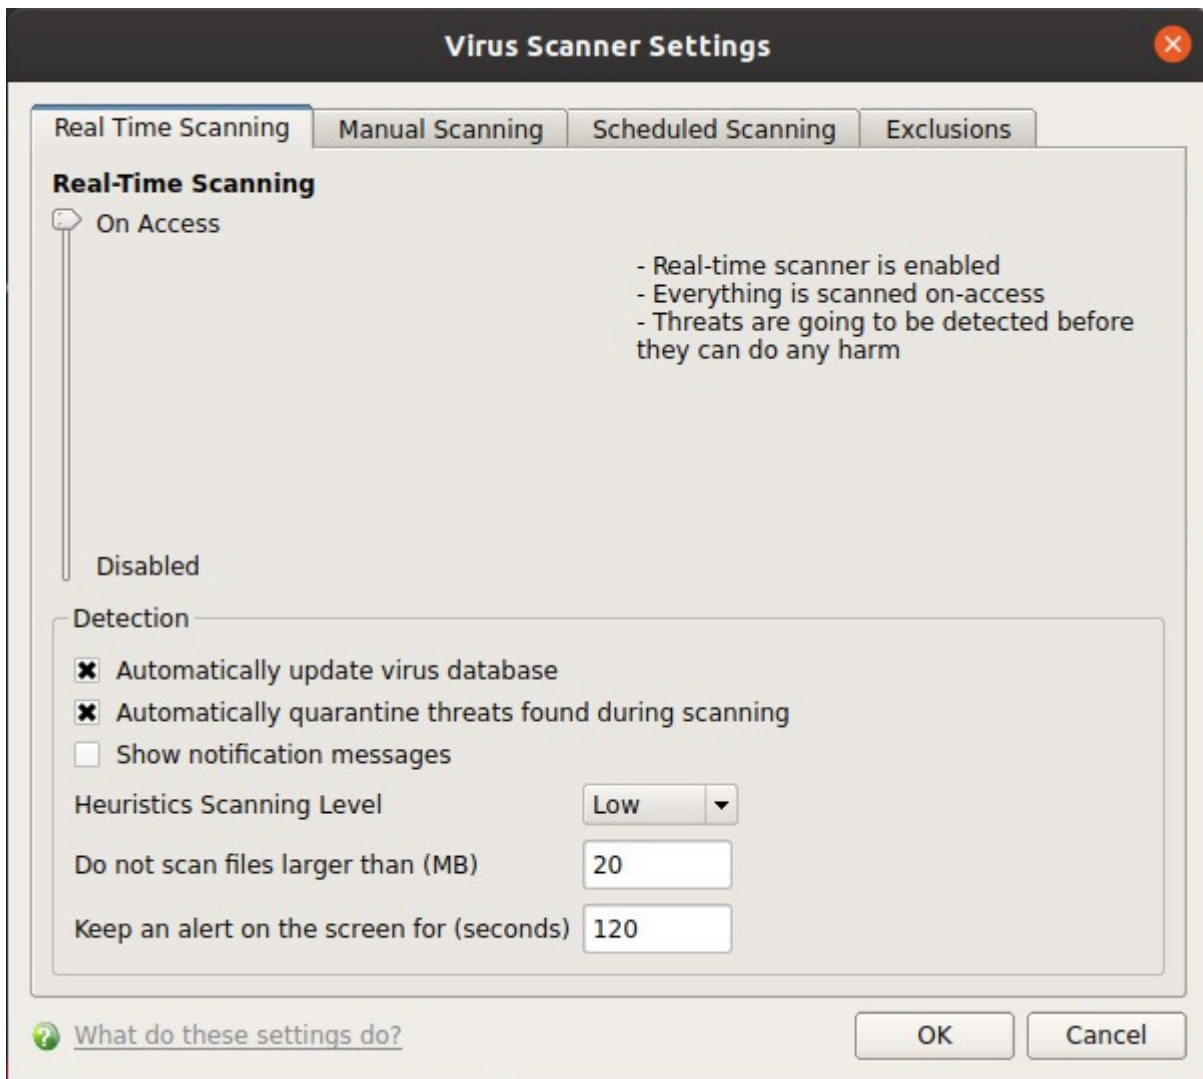 Virus Scanner Settings
Real Time Scanning
Manual Scanning
Scheduled Scanning
Exclusions
Real-Time Scanning
On Access
- Real-time scanner is enabled
- Everything is scanned on-access
- Threats are going to be detected before
they can do any harm
Disabled
Detection
Automatically update virus database
Automatically quarantine threats found during scanning
Show notification messages
Heuristics Scanning Level Low
Do not scan files larger than (MB) 20
Keep an alert on the screen for (seconds) 120
What do these settings do?
OK
Cancel